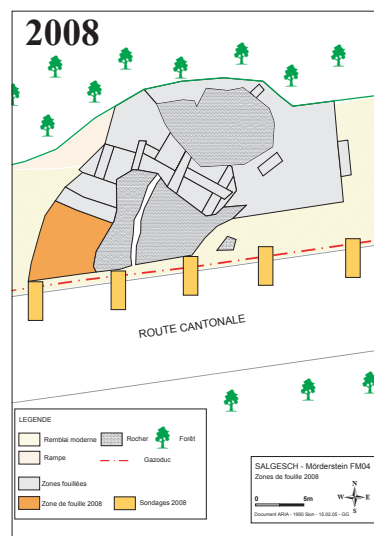 2008
ROUTE CANTONALE
LEGENDE
Remblai moderne
Rocher
Forêt
Rampe
Gazoduc
Zones fouillées
Zone de fouille 2008
Sondages 2008
SALGESCH - Mörderstein FM04
Zones de fouille 2008
0 5m
N
W E
S
Document ARIA - 1950 Sion - 15.02.05 - GG